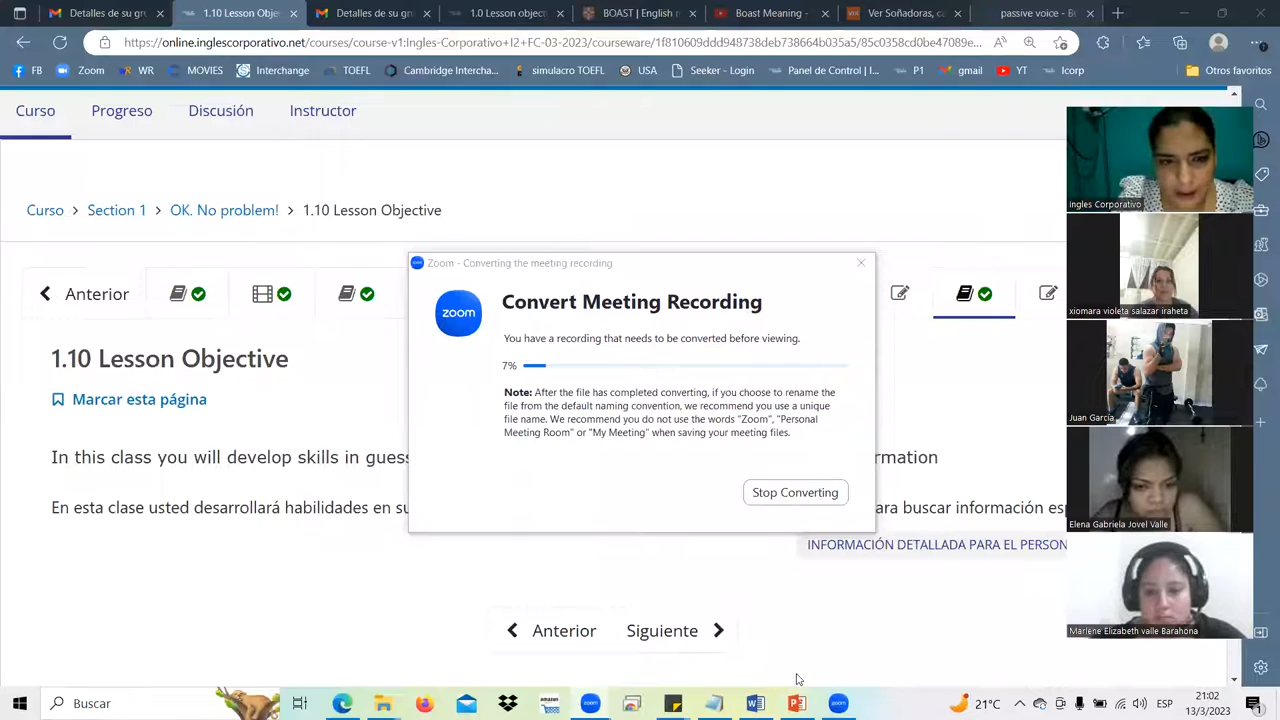 Detalles de su gr
1.10 Lesson Objec
Detalles de su gr
1.0 Lesson objecti
BOAST | English m
Boast Meaning -
Ver Soñadoras, ca
passive voice - B
https://online.inglescorporativo.net/courses/course-v1:Ingles-Corporativo+I2+FC-03-2023/courseware/1f810609ddd948738deb738664b035a5/85c0358cd0be47089e...
FB
Zoom
WR
MOVIES
Interchange
TOEFL
Cambridge Intercha...
simulacro TOEFL
USA
Seeker - Login
Panel de Control | I...
P1
gmail
YT
Icorp
Otros favoritos
Curso
Progreso
Discusión
Instructor
Curso > Section 1 > OK. No problem! > 1.10 Lesson Objective
Anterior
1.10 Lesson Objective
Marcar esta página
In this class you will develop skills in gues
rmation
En esta clase usted desarrollará habilidades en su
ara buscar información esp
INFORMACIÓN DETALLADA PARA EL PERSON
Anterior
Siguiente
zoom
Zoom - Converting the meeting recording
zoom
Convert Meeting Recording
You have a recording that needs to be converted before viewing.
7%
Note: After the file has completed converting, if you choose to rename the
file from the default naming convention, we recommend you use a unique
file name. We recommend you do not use the words "Zoom", "Personal
Meeting Room" or "My Meeting" when saving your meeting files.
Stop Converting
Ingles Corporativo
xiomara violeta salazar iraheta
Juan García
Elena Gabriela Jovel Valle
Marlene Elizabeth valle Barahona
Buscar
amazon
zoom
zoom
21°C
ESP
21:02
13/3/2023